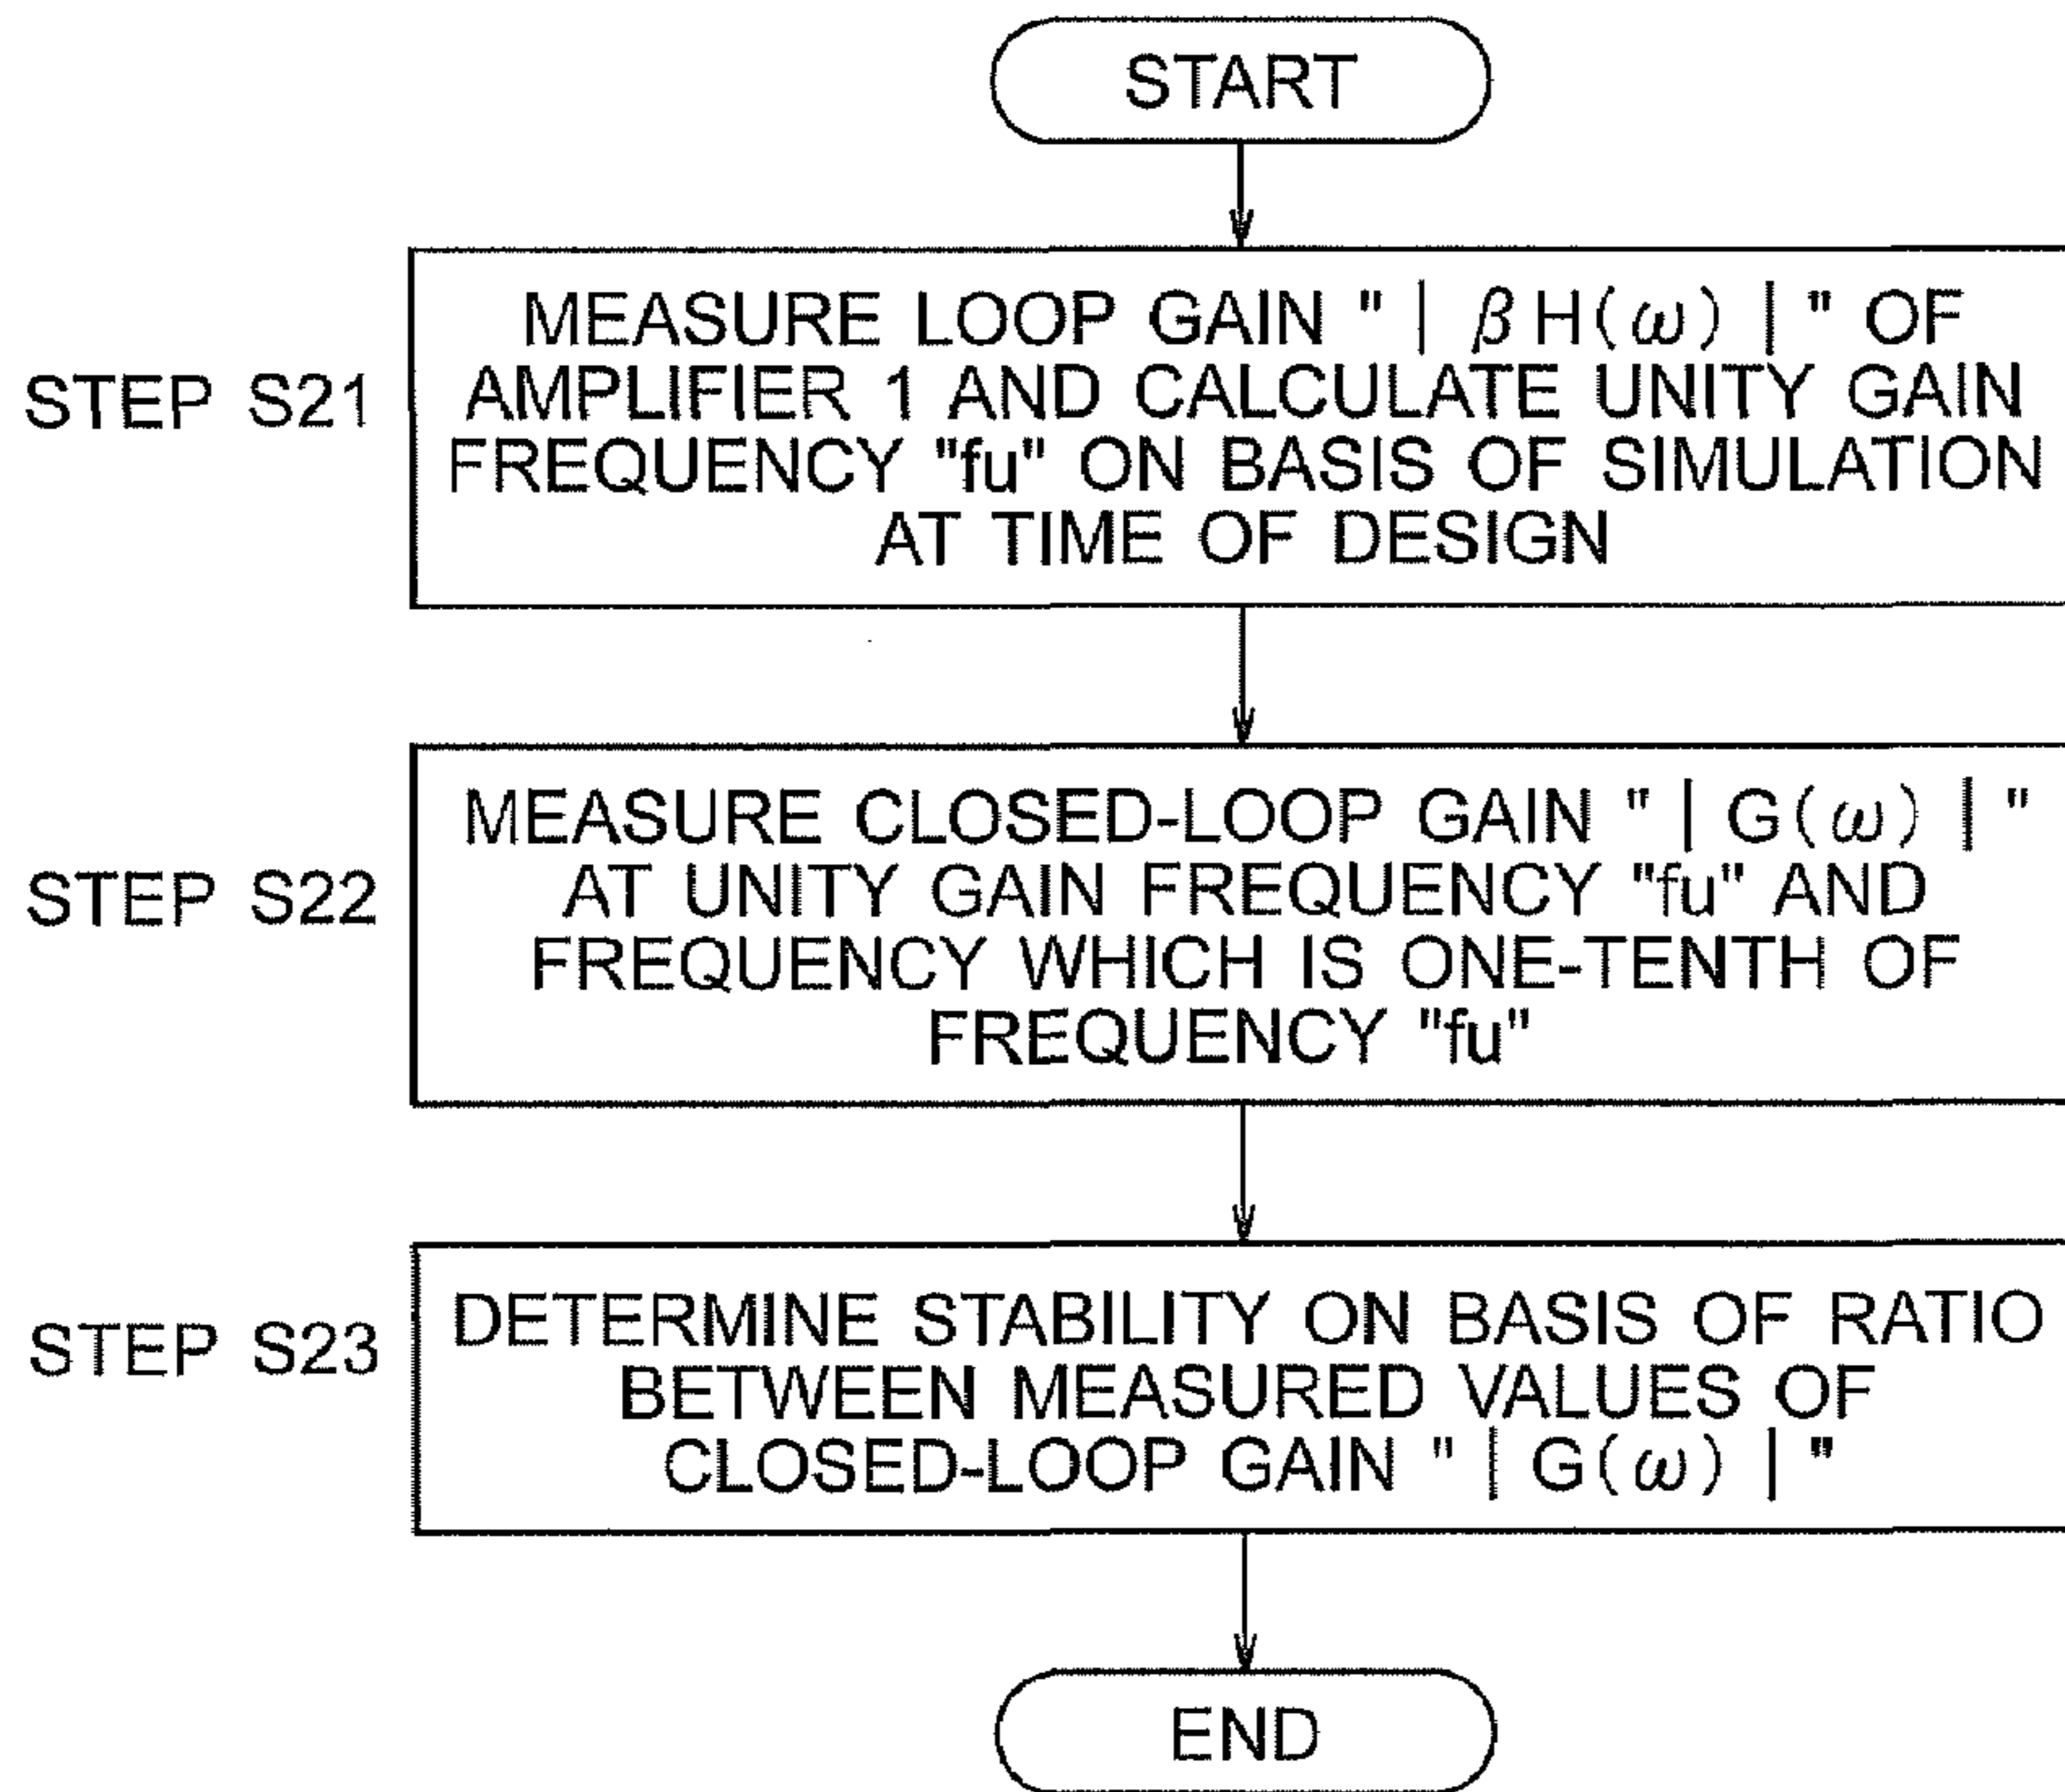 START
STEP S21
MEASURE LOOP GAIN "|βH(ω)|" OF
AMPLIFIER 1 AND CALCULATE UNITY GAIN
FREQUENCY "fu" ON BASIS OF SIMULATION
AT TIME OF DESIGN
STEP S22
MEASURE CLOSED-LOOP GAIN "|G(ω)|"
AT UNITY GAIN FREQUENCY "fu" AND
FREQUENCY WHICH IS ONE-TENTH OF
FREQUENCY "fu"
STEP S23
DETERMINE STABILITY ON BASIS OF RATIO
BETWEEN MEASURED VALUES OF
CLOSED-LOOP GAIN "|G(ω)|"
END